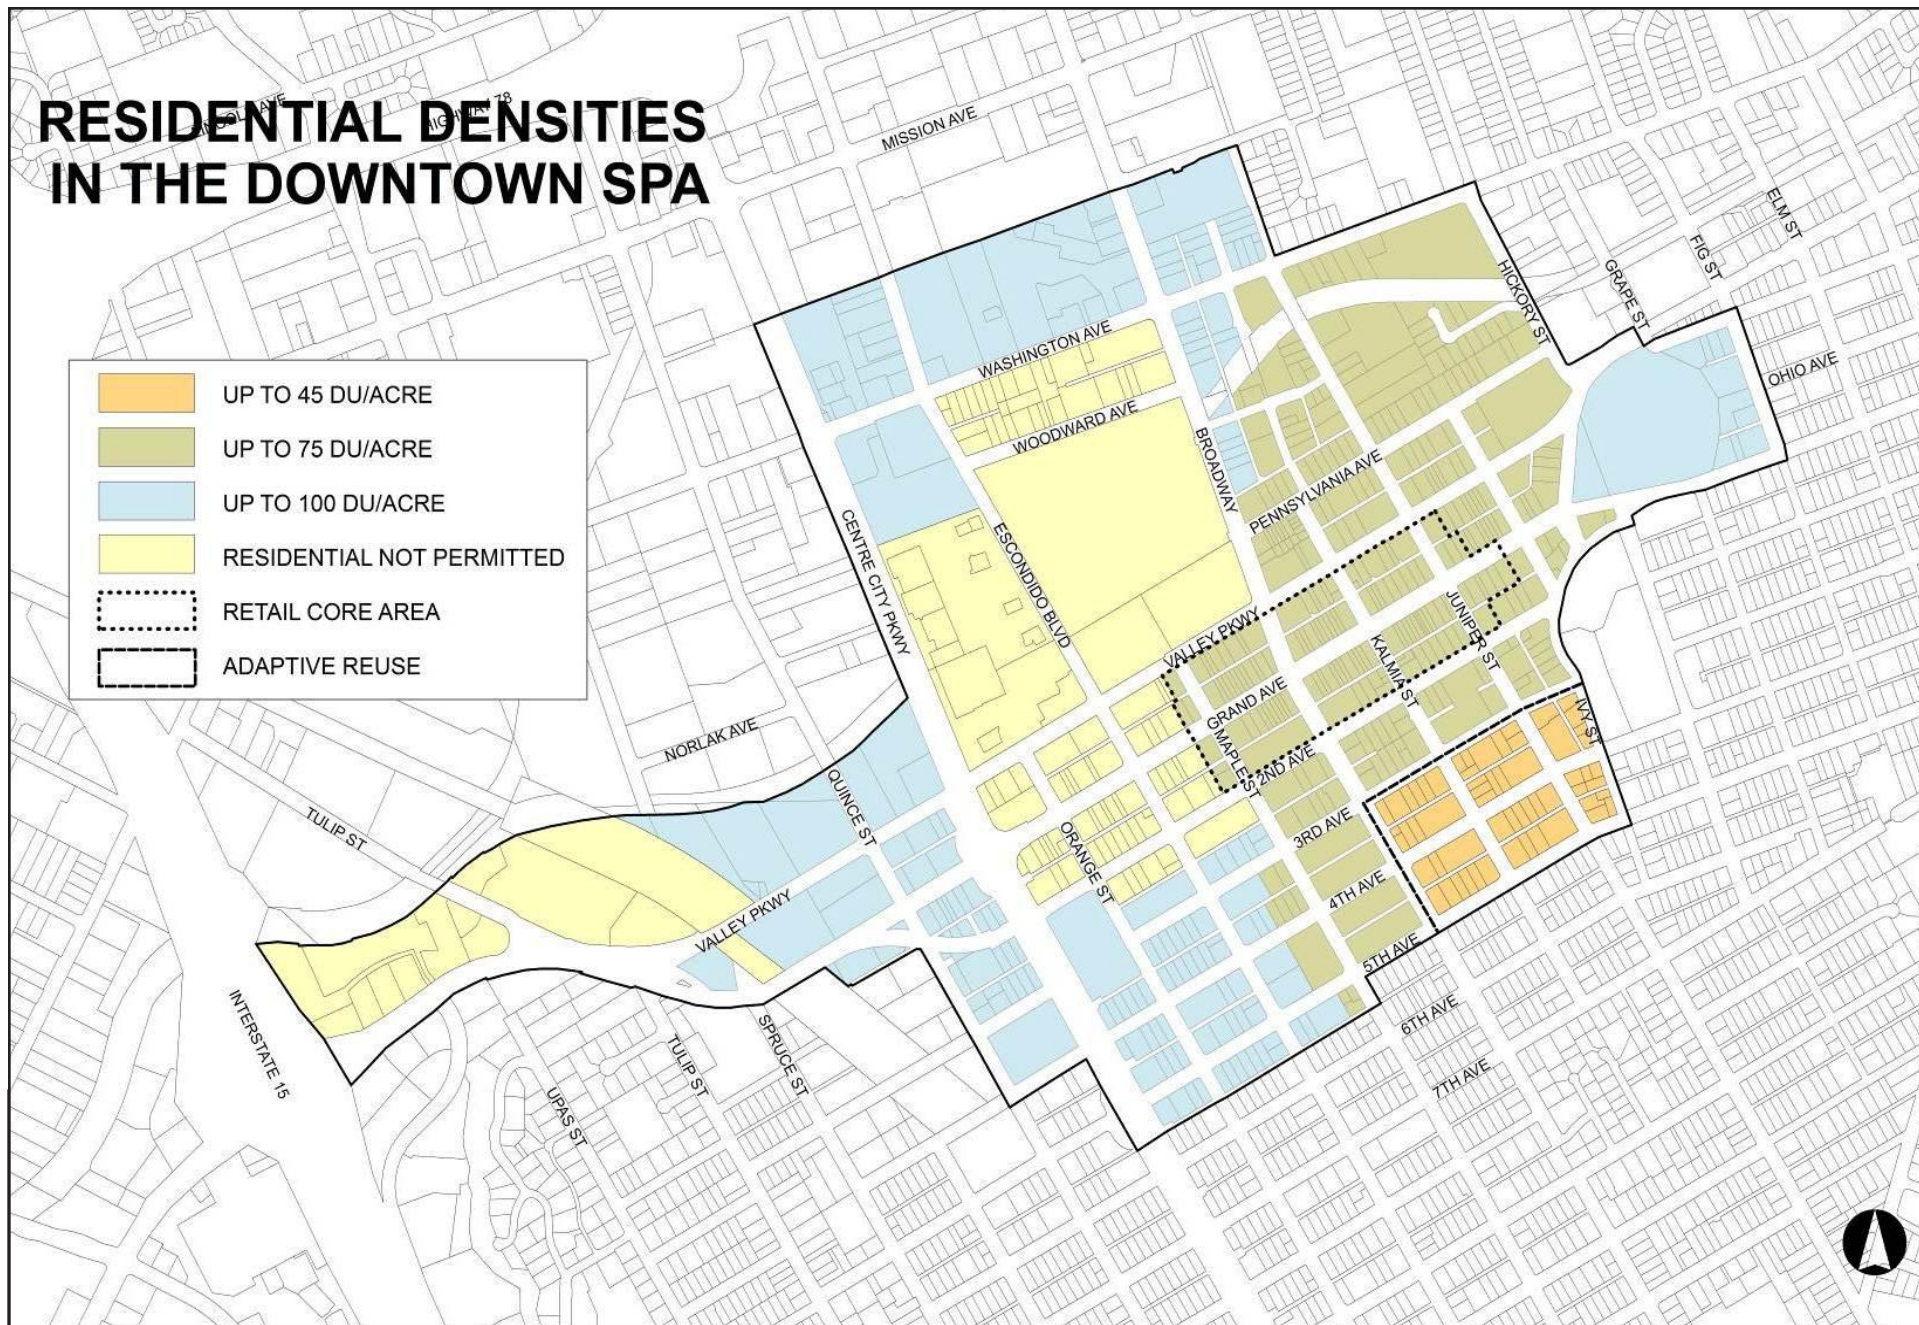 RESIDENTIAL DENSITIES
IN THE DOWNTOWN SPA
LINCOLN AVE
HIGHWAY 78
MISSION AVE
ELM ST
FIG ST
GRAPE ST
HICKORY ST
OHIO AVE
WASHINGTON AVE
WOODWARD AVE
BROADWAY
PENNSYLVANIA AVE
CENTRE CITY PKWY
ESCONDIDO BLVD
UP TO 45 DU/ACRE
UP TO 75 DU/ACRE
UP TO 100 DU/ACRE
RESIDENTIAL NOT PERMITTED
RETAIL CORE AREA
ADAPTIVE REUSE
VALLEY PKWY
JUNIPER ST
KALMIA ST
GRAND AVE
MAPLE ST
2ND AVE
IVY ST
NORLAK AVE
QUINCE ST
TULIP ST
ORANGE ST
3RD AVE
4TH AVE
5TH AVE
VALLEY PKWY
INTERSTATE 15
6TH AVE
7TH AVE
SPRUCE ST
TULIP ST
UPAS ST